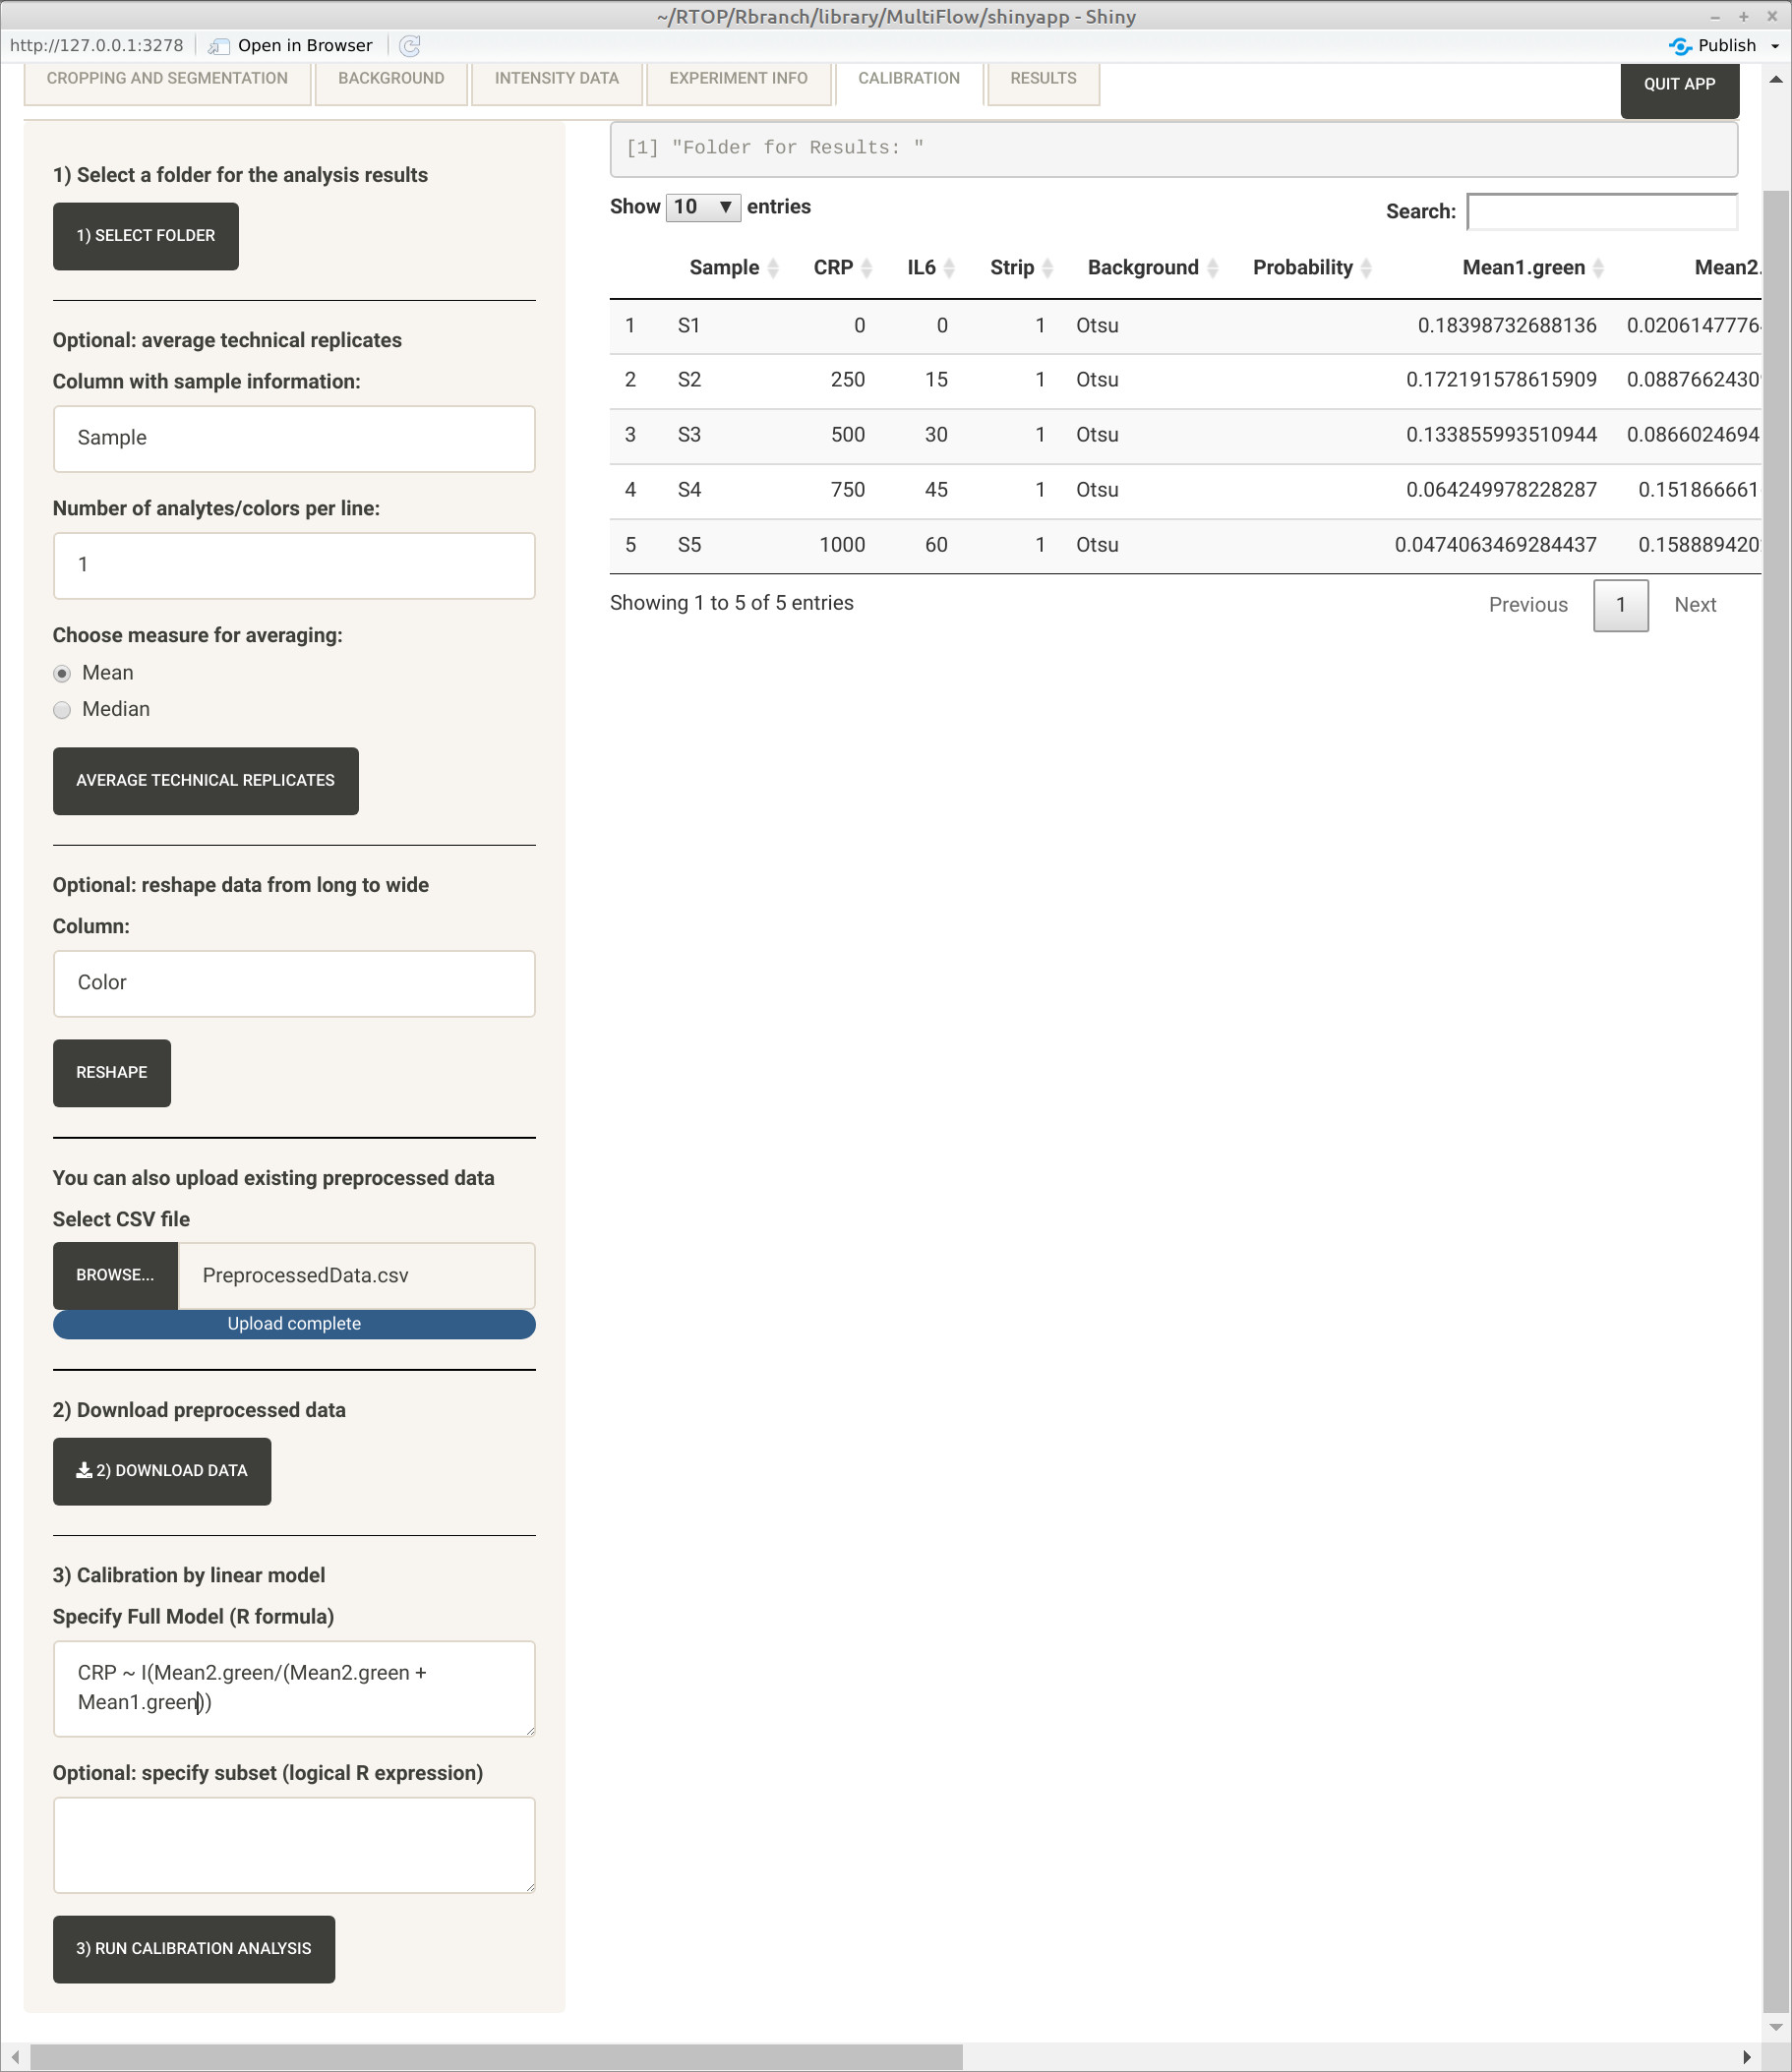 ~/RTOP/Rbranch/library/MultiFlow/shinyapp - Shiny
http://127.0.0.1:3278 Open in Browser Publish
CROPPING AND SEGMENTATION BACKGROUND INTENSITY DATA EXPERIMENT INFO CALIBRATION RESULTS QUIT APP
1) Select a folder for the analysis results
1) SELECT FOLDER
Optional: average technical replicates
Column with sample information:
Sample
Number of analytes/colors per line:
1
Choose measure for averaging:
Mean
Median
AVERAGE TECHNICAL REPLICATES
Optional: reshape data from long to wide
Column:
Color
RESHAPE
You can also upload existing preprocessed data
Select CSV file
BROWSE... PreprocessedData.csv
Upload complete
2) Download preprocessed data
2) DOWNLOAD DATA
3) Calibration by linear model
Specify Full Model (R formula)
CRP ~ I(Mean2.green/(Mean2.green +
Mean1.green))
Optional: specify subset (logical R expression)
3) RUN CALIBRATION ANALYSIS
[1] "Folder for Results: "
Show 10 entries Search:
Sample CRP IL6 Strip Background Probability Mean1.green Mean2.
1 S1 0 0 1 Otsu 0.18398732688136 0.0206147776
2 S2 250 15 1 Otsu 0.172191578615909 0.0887662430
3 S3 500 30 1 Otsu 0.133855993510944 0.0866024694
4 S4 750 45 1 Otsu 0.064249978228287 0.151866661
5 S5 1000 60 1 Otsu 0.0474063469284437 0.158889420
Showing 1 to 5 of 5 entries Previous 1 Next